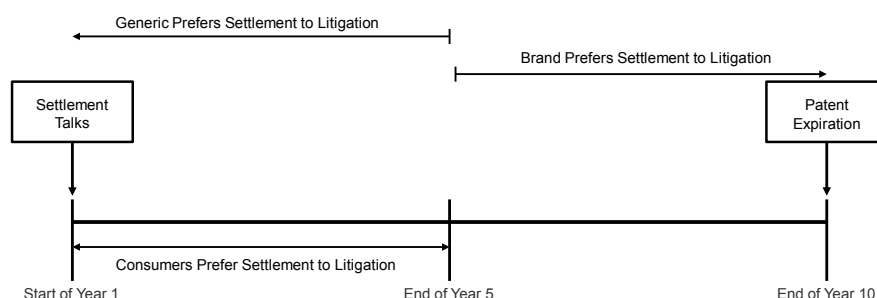 Generic Prefers Settlement to Litigation
Brand Prefers Settlement to Litigation
Settlement
Talks
Patent
Expiration
Consumers Prefer Settlement to Litigation
Start of Year 1
End of Year 5
End of Year 10